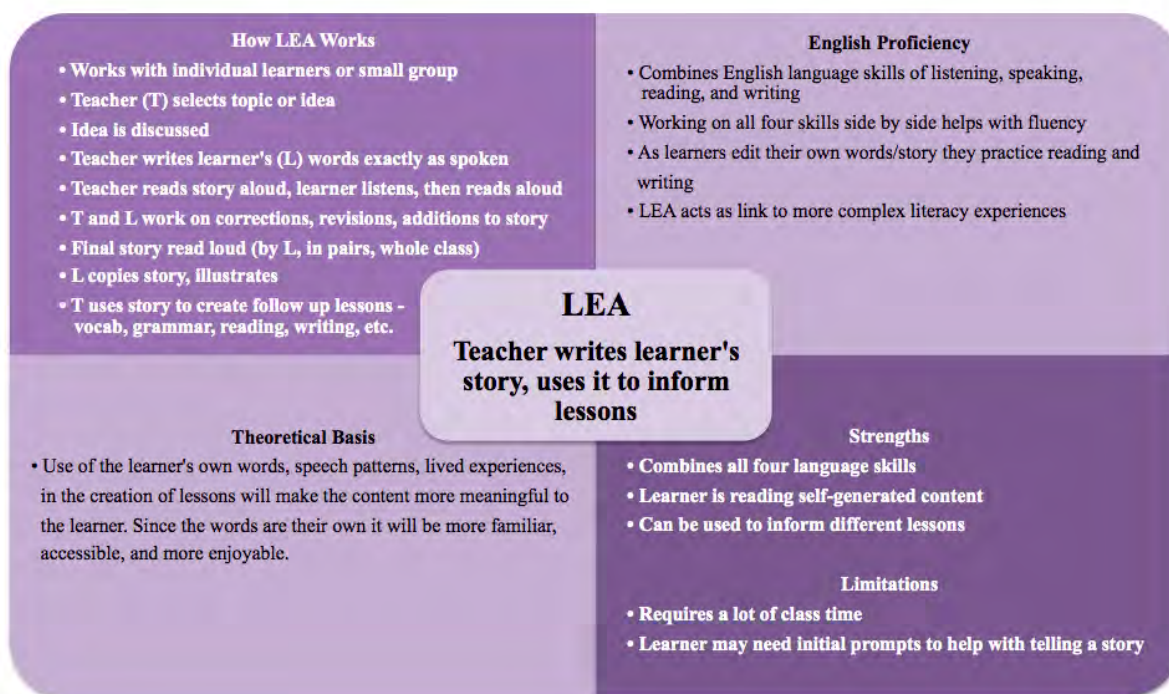 How LEA Works
• Works with individual learners or small group
• Teacher (T) selects topic or idea
• Idea is discussed
• Teacher writes learner's (L) words exactly as spoken
• Teacher reads story aloud, learner listens, then reads aloud
• T and L work on corrections, revisions, additions to story
• Final story read loud (by L, in pairs, whole class)
• L copies story, illustrates
• T uses story to create follow up lessons -
vocab, grammar, reading, writing, etc.
English Proficiency
• Combines English language skills of listening, speaking,
reading, and writing
• Working on all four skills side by side helps with fluency
• As learners edit their own words/story they practice reading and
writing
• LEA acts as link to more complex literacy experiences
LEA
Teacher writes learner's
story, uses it to inform
lessons
Theoretical Basis
• Use of the learner's own words, speech patterns, lived experiences,
in the creation of lessons will make the content more meaningful to
the learner. Since the words are their own it will be more familiar,
accessible, and more enjoyable.
Strengths
• Combines all four language skills
• Learner is reading self-generated content
• Can be used to inform different lessons
Limitations
• Requires a lot of class time
• Learner may need initial prompts to help with telling a story